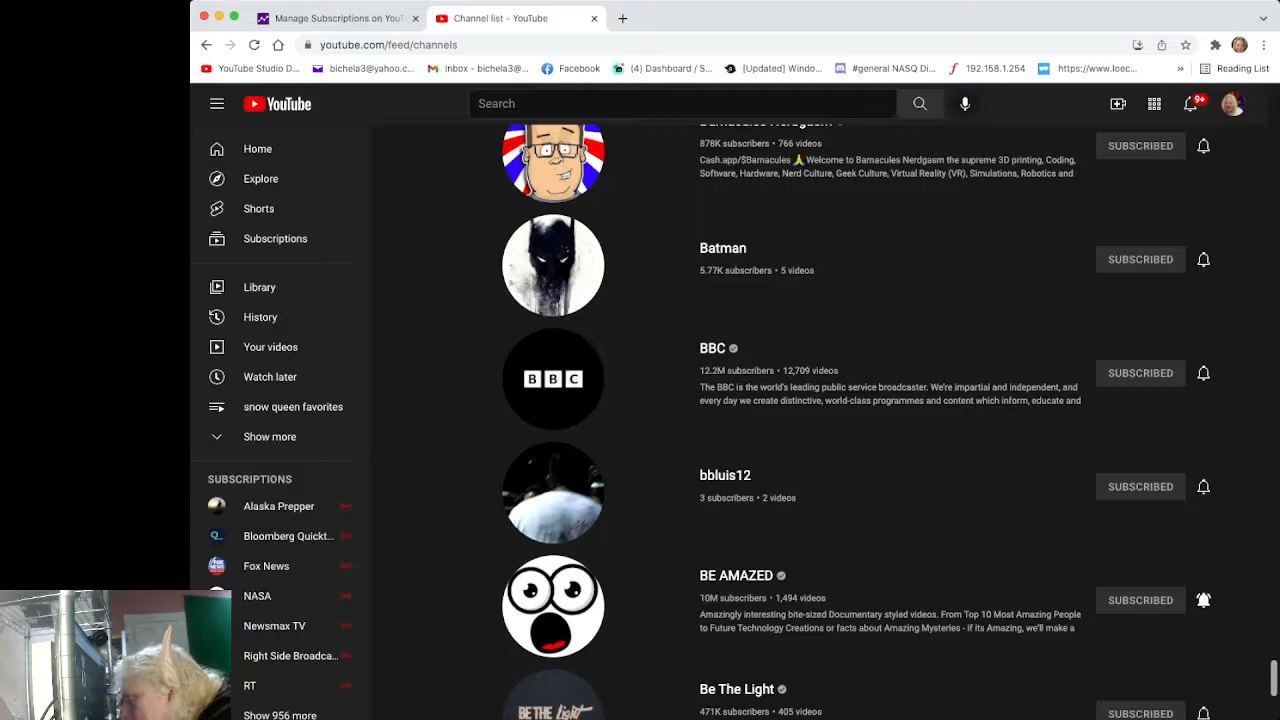 Manage Subscriptions on YouT
Channel list - YouTube
youtube.com/feed/channels
YouTube Studio D...
bichela3@yahoo.c...
Inbox - bichela3@...
Facebook
(4) Dashboard / S...
[Updated] Windo...
#general NASQ Di...
192.158.1.254
https://www.loec...
»
Reading List
YouTube
Search
9+
Home
Explore
Shorts
Subscriptions
Library
History
Your videos
Watch later
snow queen favorites
Show more
SUBSCRIPTIONS
Alaska Prepper
Bloomberg Quickt...
Fox News
NASA
Newsmax TV
Right Side Broadca...
RT
Show 956 more
Barnacules Nerdgasm
878K subscribers • 766 videos
Cash.app/$Barnacules 🙏 Welcome to Barnacules Nerdgasm the supreme 3D printing, Coding,
Software, Hardware, Nerd Culture, Geek Culture, Virtual Reality (VR), Simulations, Robotics and
SUBSCRIBED
Batman
5.77K subscribers • 5 videos
SUBSCRIBED
BBC
BBC
12.2M subscribers • 12,709 videos
The BBC is the world's leading public service broadcaster. We're impartial and independent, and
every day we create distinctive, world-class programmes and content which inform, educate and
SUBSCRIBED
bbluis12
3 subscribers • 2 videos
SUBSCRIBED
BE AMAZED
10M subscribers • 1,494 videos
Amazingly interesting bite-sized Documentary styled videos. From Top 10 Most Amazing People
to Future Technology Creations or facts about Amazing Mysteries - if its Amazing, we'll make a
SUBSCRIBED
BE THE Light
Be The Light
471K subscribers • 405 videos
SUBSCRIBED